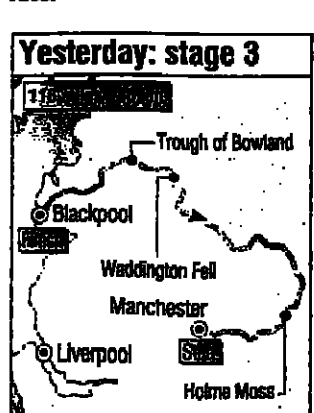 Yesterday: stage 3
Trough of Bowland
Blackpool
Waddington Fell
Manchester
Liverpool
Holme Moss